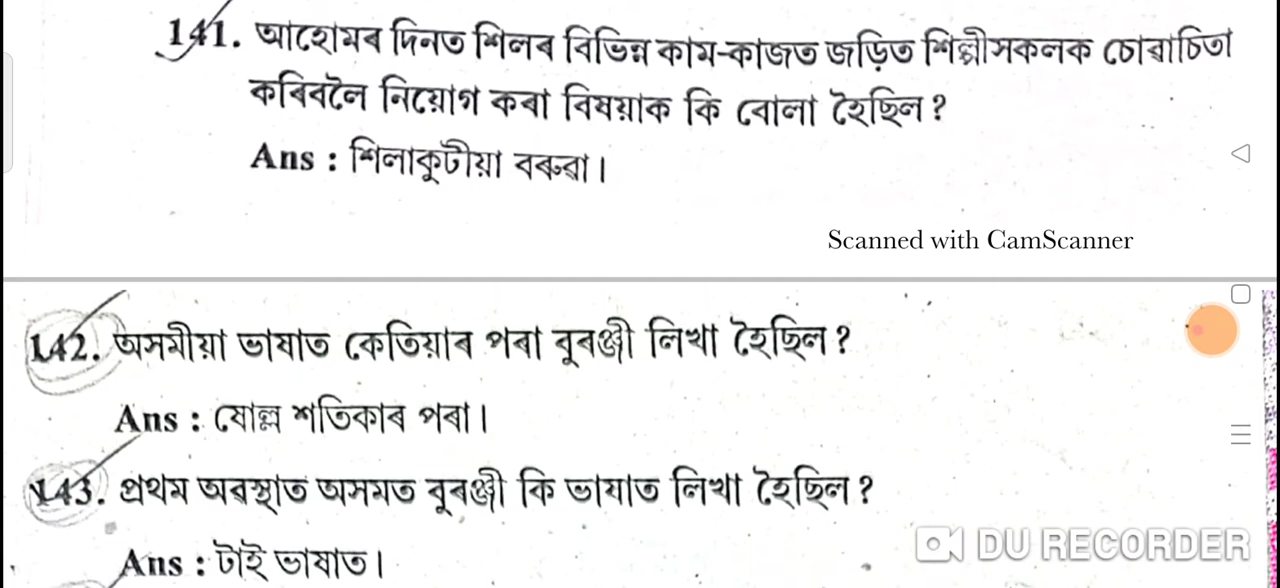 141. আহোমৰ দিনত শিলৰ বিভিন্ন কাম-কাজত জড়িত শিল্পীসকলক চোৱাচিতা
কৰিবলৈ নিয়োগ কৰা বিষয়াক কি বোলা হৈছিল ?
Ans : শিলাকুটীয়া বৰুৱা।
Scanned with CamScanner
142. অসমীয়া ভাষাত কেতিয়াৰ পৰা বুৰঞ্জী লিখা হৈছিল ?
Ans : ষোল্ল শতিকাৰ পৰা।
143. প্ৰথম অৱস্থাত অসমত বুৰঞ্জী কি ভাষাত লিখা হৈছিল ?
DU RECORDER
Ans : টাই ভাষাত।